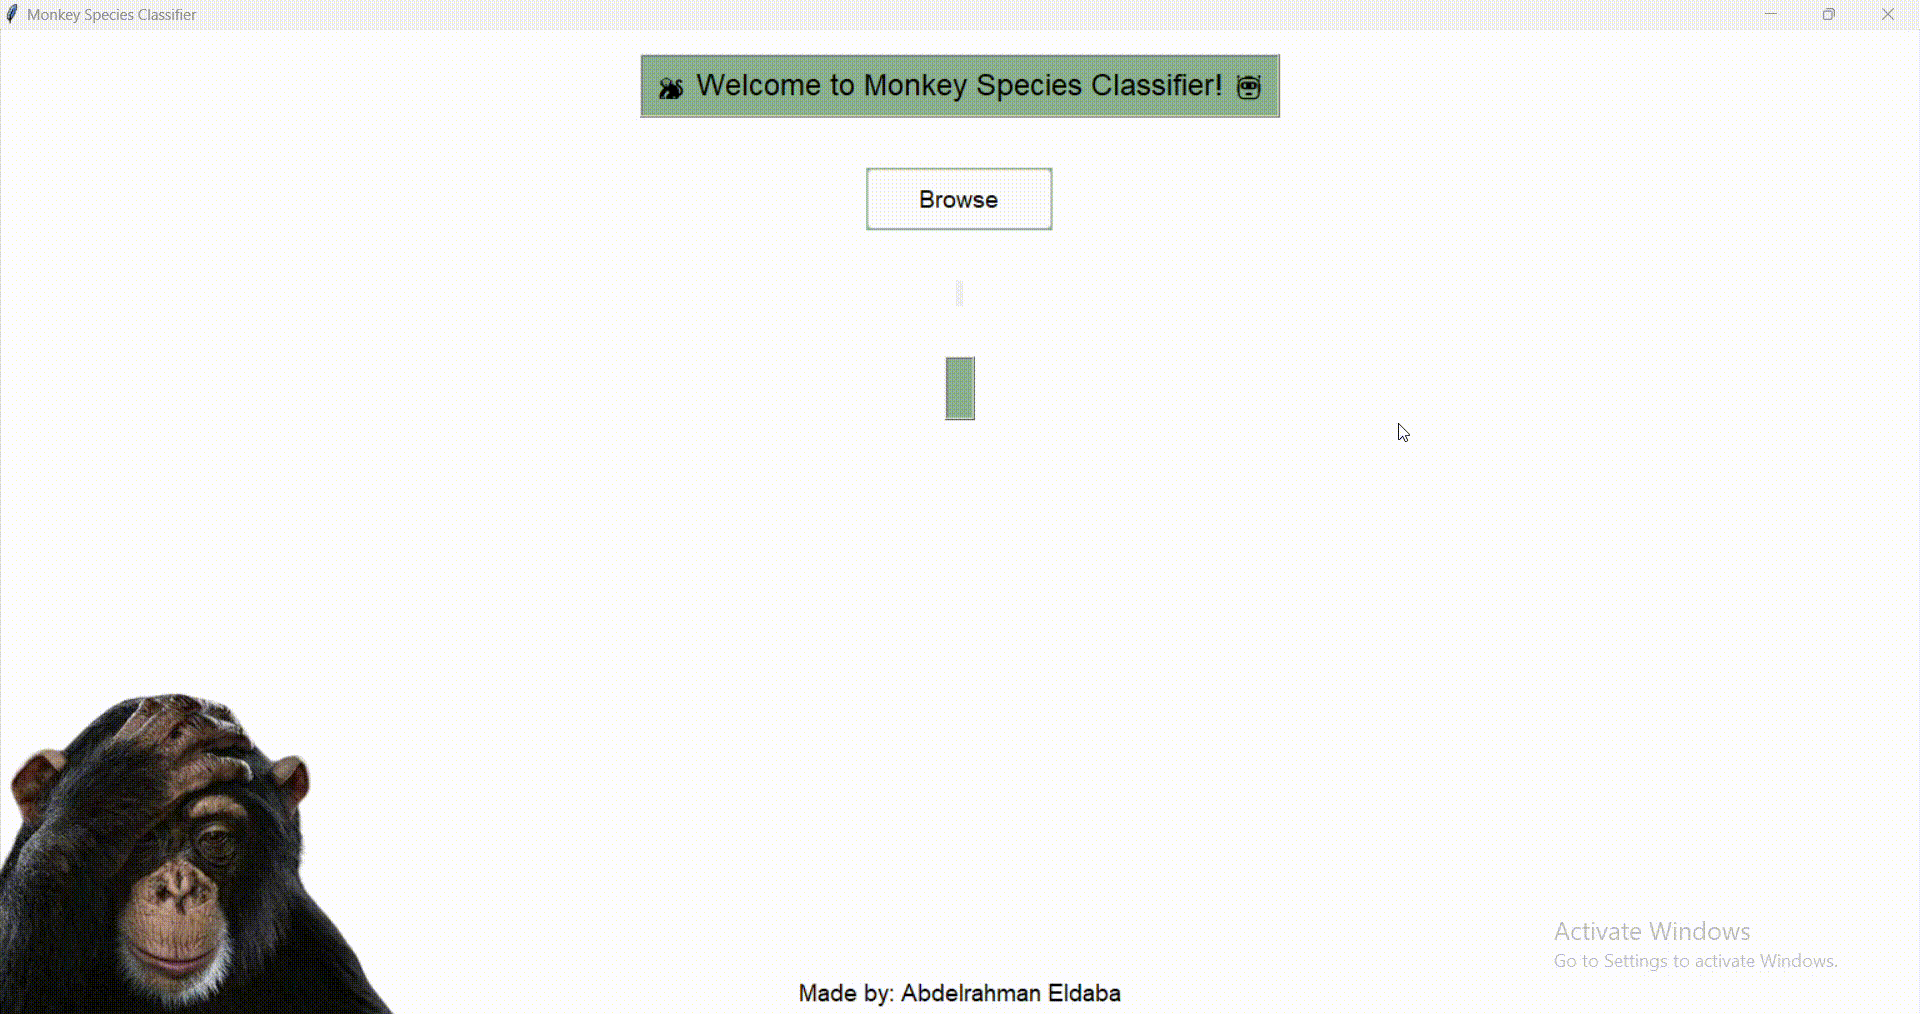 Monkey Species Classifier
🐒 Welcome to Monkey Species Classifier! 🐵
Browse
Activate Windows
Go to Settings to activate Windows.
Made by: Abdelrahman Eldaba